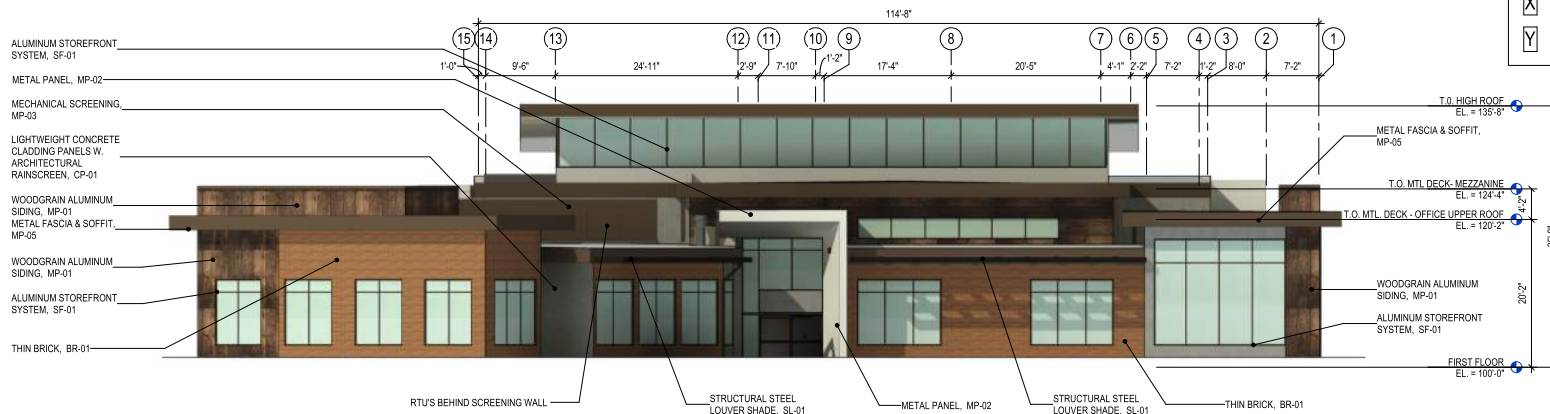 114'-8"
X
Y
15 14 13 12 11 10 9 8 7 6 5 4 3 2 1
1'-0" 9'-6" 24'-11" 2'-9" 7'-10" 1'-2" 17'-4" 20'-5" 4'-1" 2'-2" 7'-2" 1'-2" 8'-0" 7'-2"
ALUMINUM STOREFRONT
SYSTEM, SF-01
METAL PANEL, MP-02
MECHANICAL SCREENING,
MP-03
LIGHTWEIGHT CONCRETE
CLADDING PANELS W.
ARCHITECTURAL
RAINSCREEN, CP-01
WOODGRAIN ALUMINUM
SIDING, MP-01
METAL FASCIA & SOFFIT,
MP-05
WOODGRAIN ALUMINUM
SIDING, MP-01
ALUMINUM STOREFRONT
SYSTEM, SF-01
THIN BRICK, BR-01
RTU'S BEHIND SCREENING WALL
STRUCTURAL STEEL
LOUVER SHADE, SL-01
METAL PANEL, MP-02
STRUCTURAL STEEL
LOUVER SHADE, SL-01
THIN BRICK, BR-01
T.O. HIGH ROOF
EL. = 135'-8"
METAL FASCIA & SOFFIT,
MP-05
T.O. MTL DECK- MEZZANINE
EL. = 124'-4"
4'-2"
T.O. MTL. DECK - OFFICE UPPER ROOF
EL. = 120'-2"
20'-2"
WOODGRAIN ALUMINUM
SIDING, MP-01
ALUMINUM STOREFRONT
SYSTEM, SF-01
FIRST FLOOR
EL. = 100'-0"